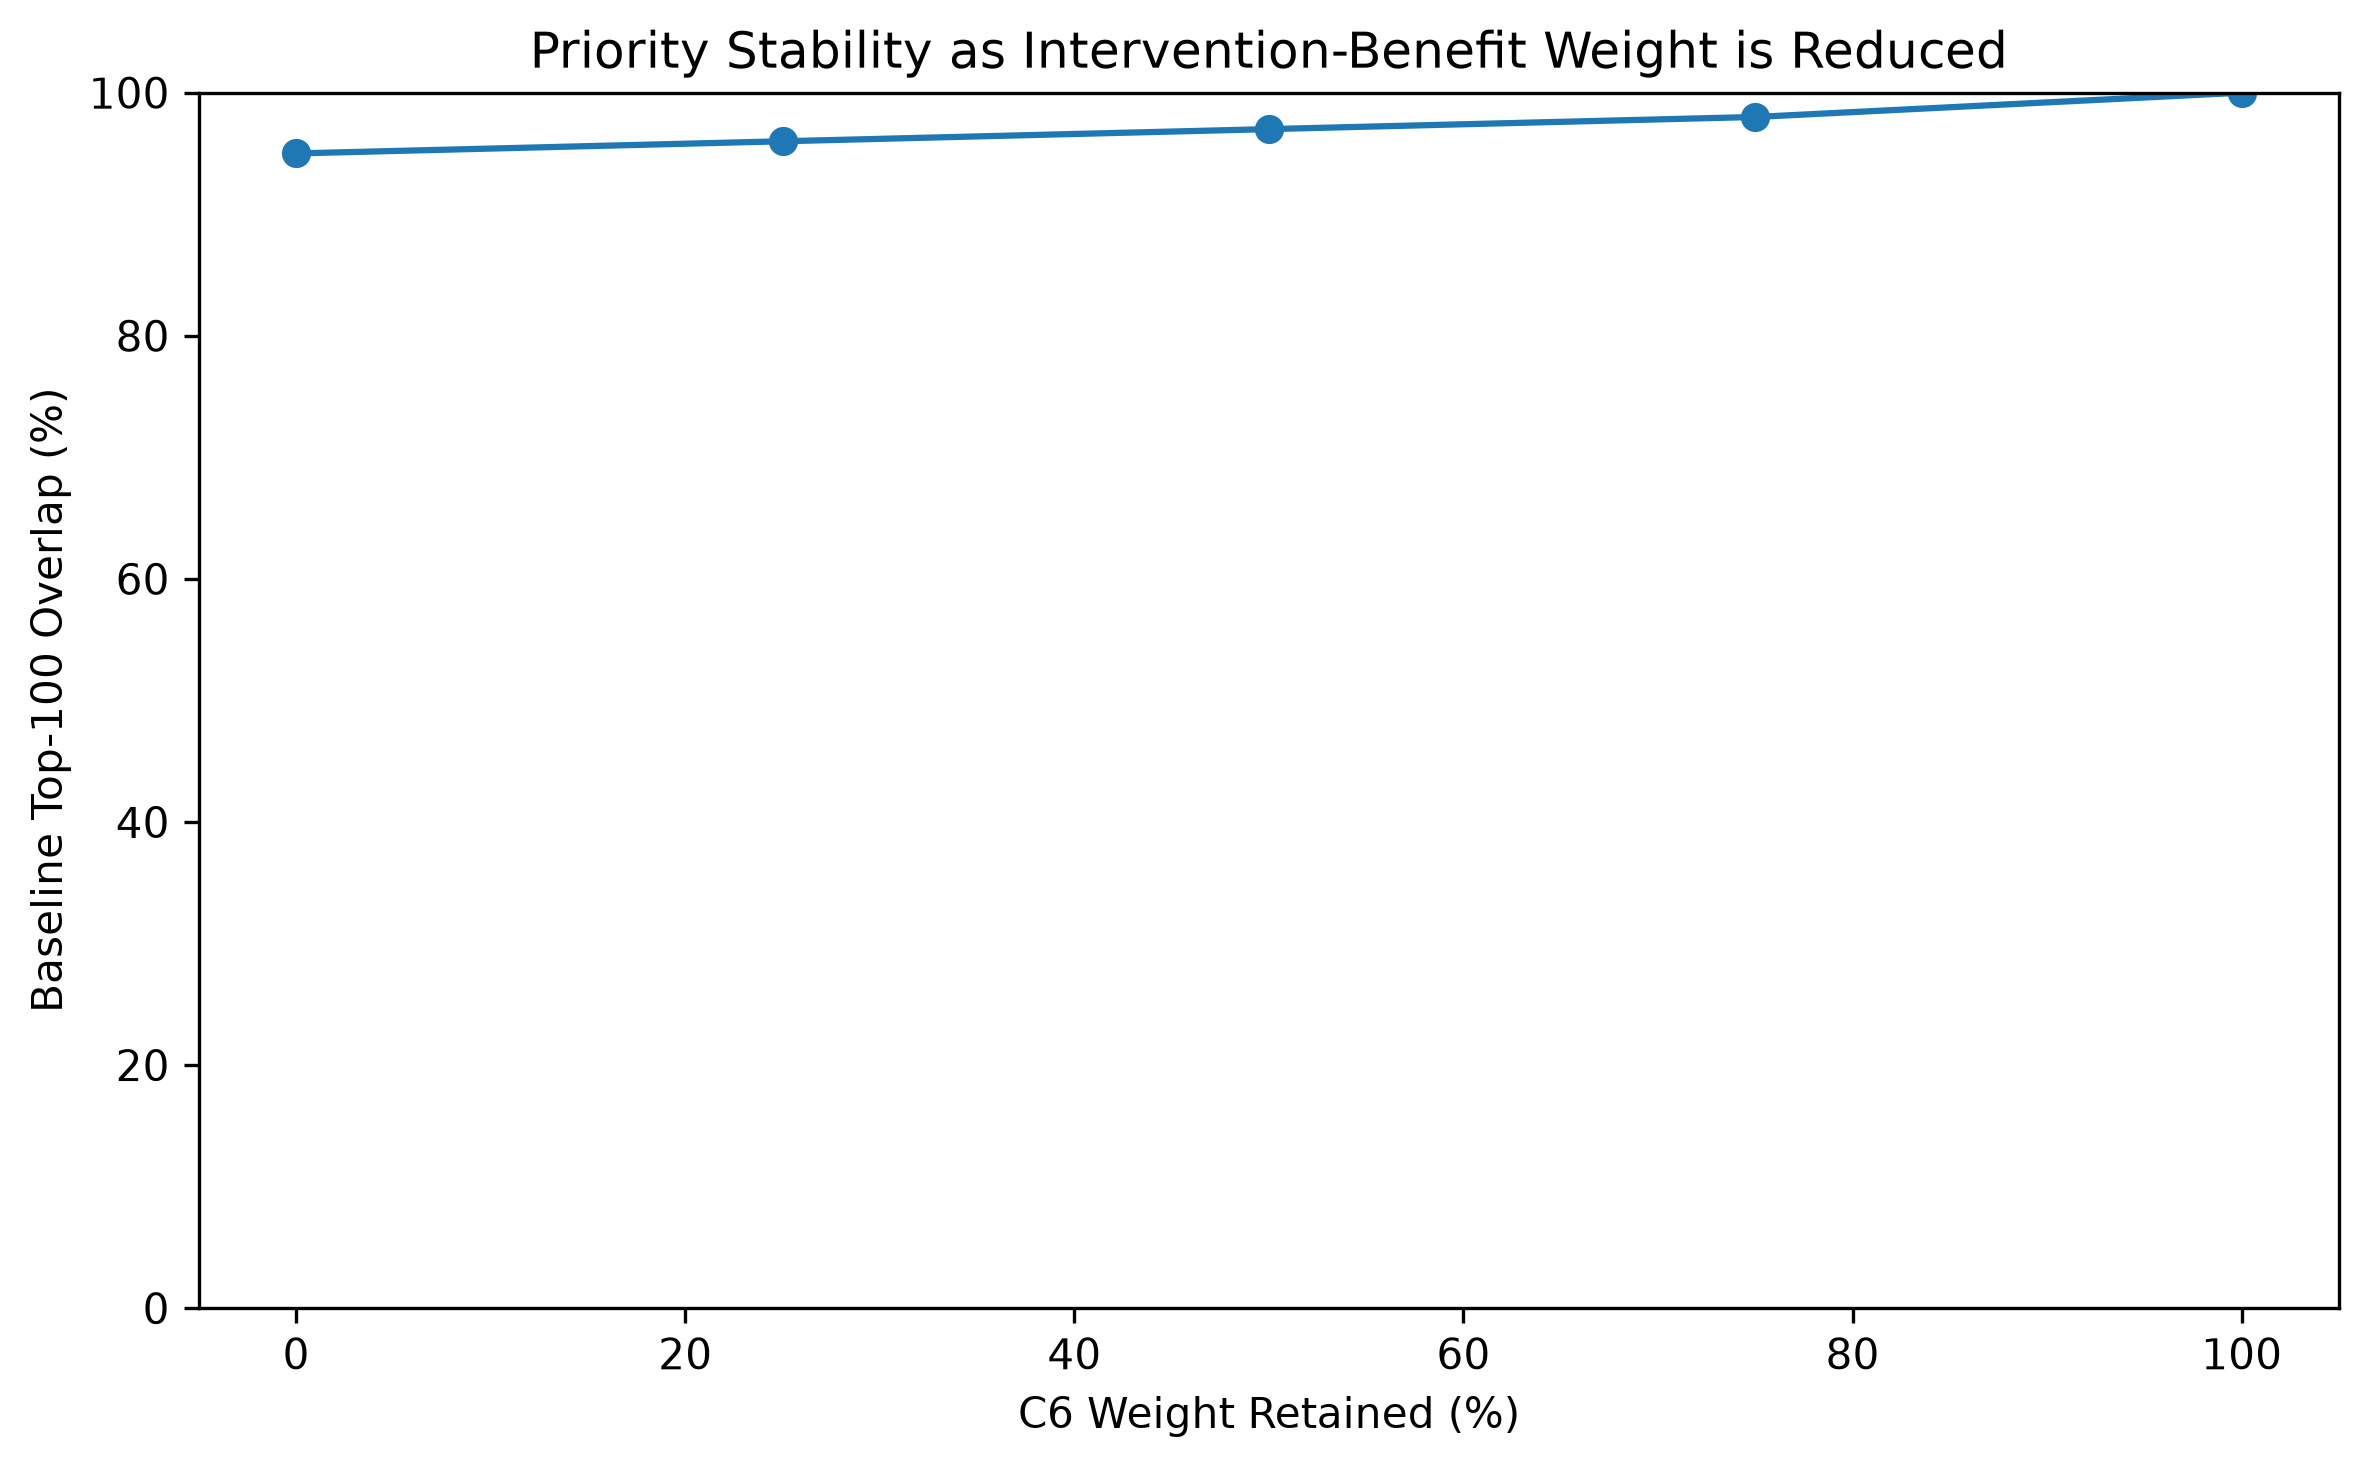 Priority Stability as Intervention-Benefit Weight is Reduced
Baseline Top-100 Overlap (%)
100
80
60
40
20
0
0 20 40 60 80 100
C6 Weight Retained (%)